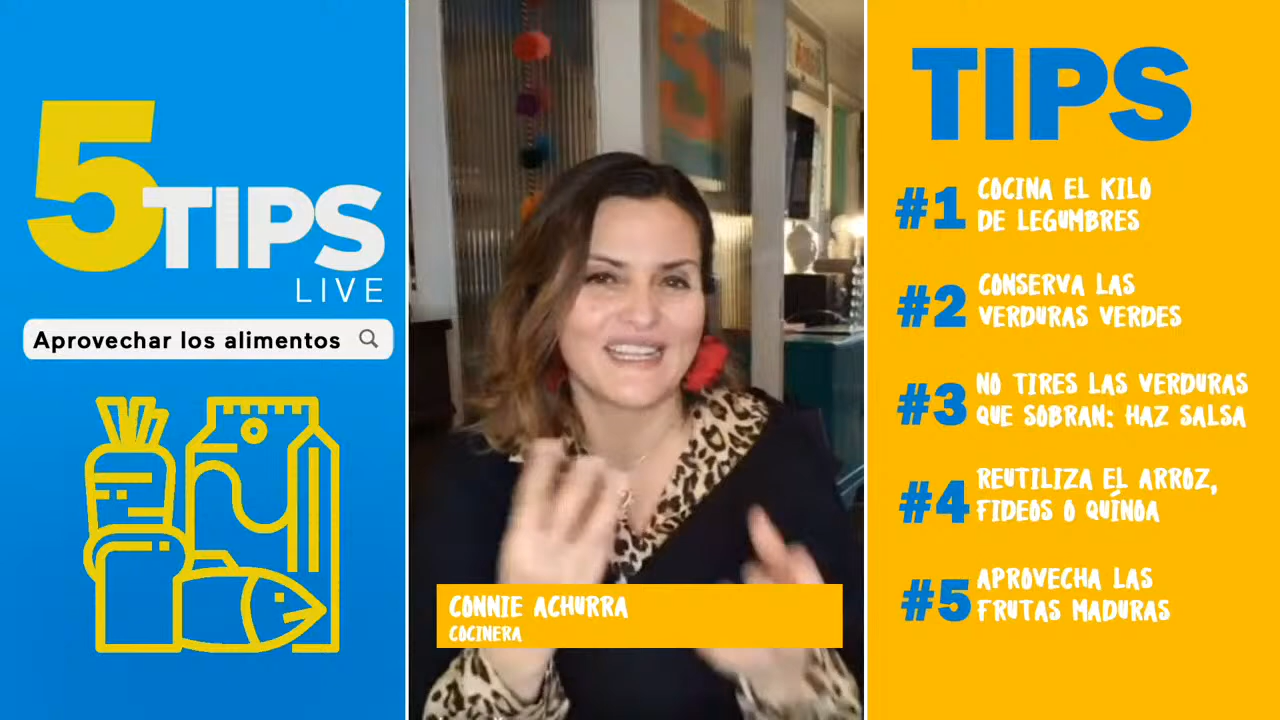 5 TIPS
LIVE
Aprovechar los alimentos
CONNIE ACHURRA
COCINERA
TIPS
#1 COCINA EL KILO
DE LEGUMBRES
#2 CONSERVA LAS
VERDURAS VERDES
#3 NO TIRES LAS VERDURAS
QUE SOBRAN: HAZ SALSA
#4 REUTILIZA EL ARROZ,
FIDEOS O QUÍNOA
#5 APROVECHA LAS
FRUTAS MADURAS